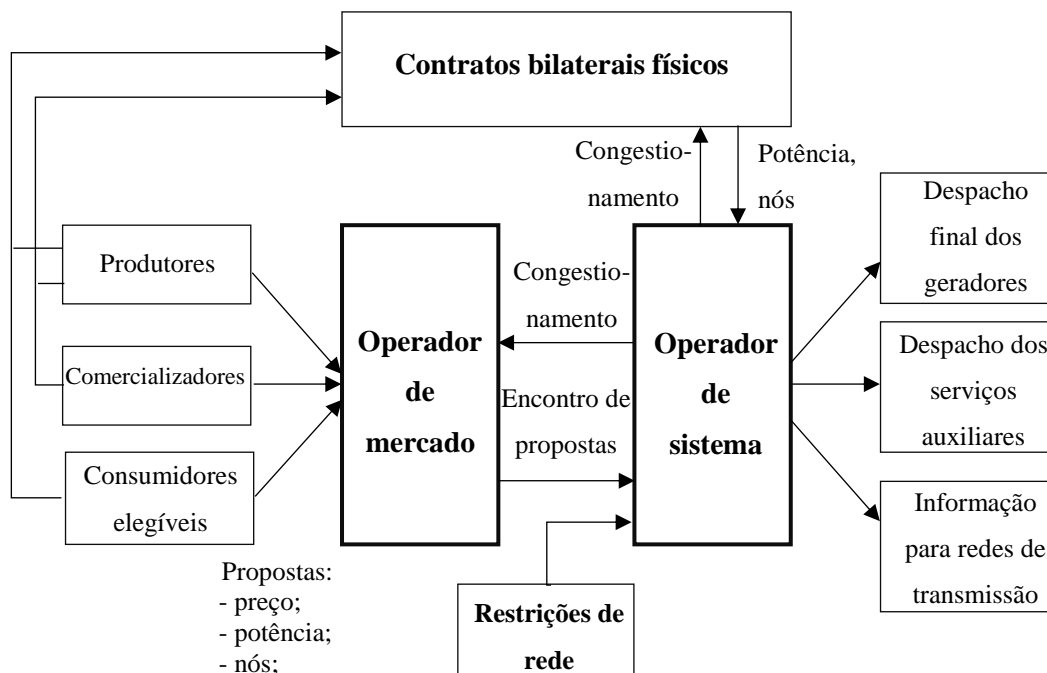 Contratos bilaterais físicos
Congestio-
namento
Potência,
nós
Despacho
final dos
geradores
Produtores
Congestio-
namento
Operador
de
mercado
Operador
de
sistema
Despacho dos
serviços
auxiliares
Comercializadores
Encontro de
propostas
Consumidores
elegíveis
Informação
para redes de
transmissão
Propostas:
- preço;
- potência;
- nós;
Restrições de
rede